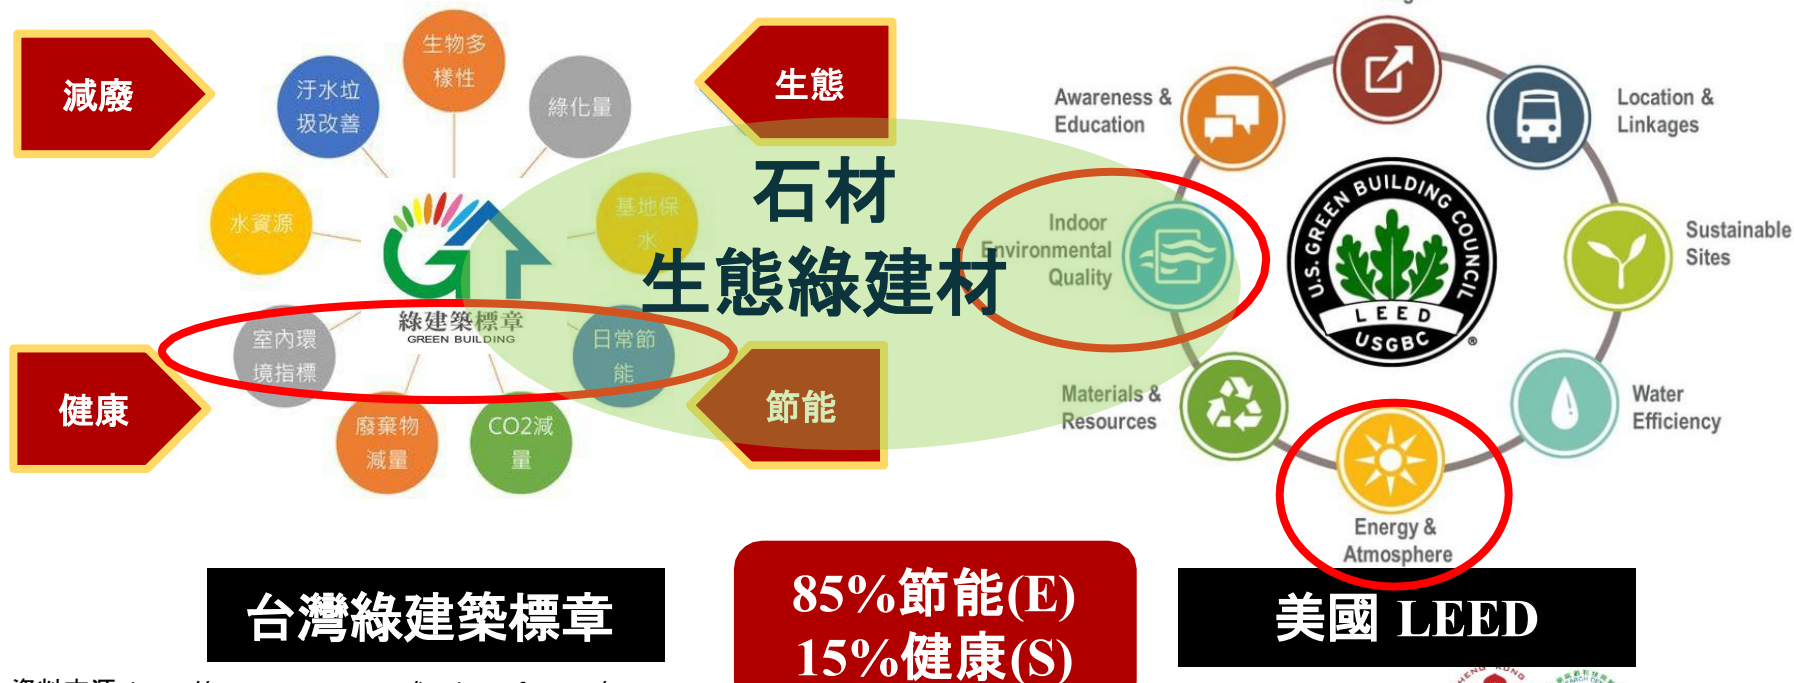 減廢
汙水垃
圾改善
生物多
樣性
綠化量
生態
水資源
基地保
水
綠建築標章
GREEN BUILDING
室內環
境指標
日常節
能
健康
廢棄物
減量
CO2減
量
節能
石材
生態綠建材
Awareness &
Education
Location &
Linkages
Indoor
Environmental
Quality
U.S. GREEN BUILDING COUNCIL
LEED
USGBC
®
Sustainable
Sites
Materials &
Resources
Water
Efficiency
Energy &
Atmosphere
台灣綠建築標章
85%節能(E)
15%健康(S)
美國 LEED